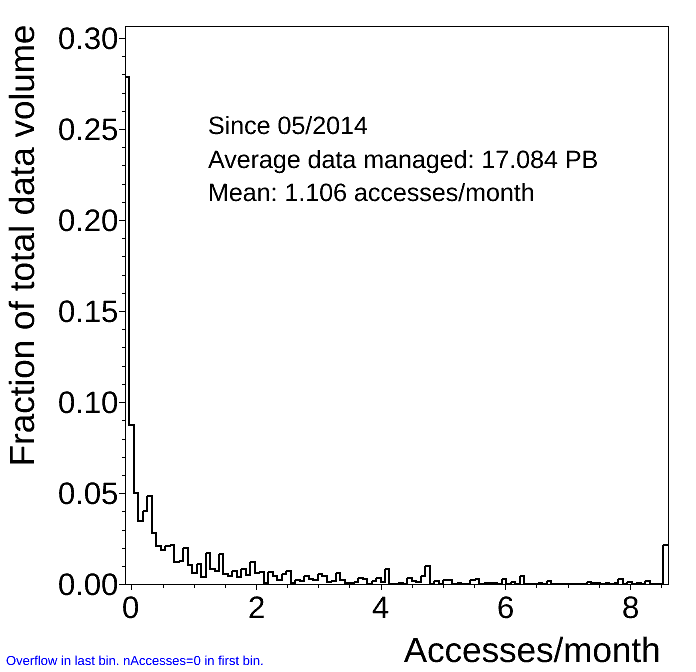 Fraction of total data volume
0.30
0.25
0.20
0.15
0.10
0.05
0.00
Since 05/2014
Average data managed: 17.084 PB
Mean: 1.106 accesses/month
0 2 4 6 8
Accesses/month
Overflow in last bin. nAccesses=0 in first bin.